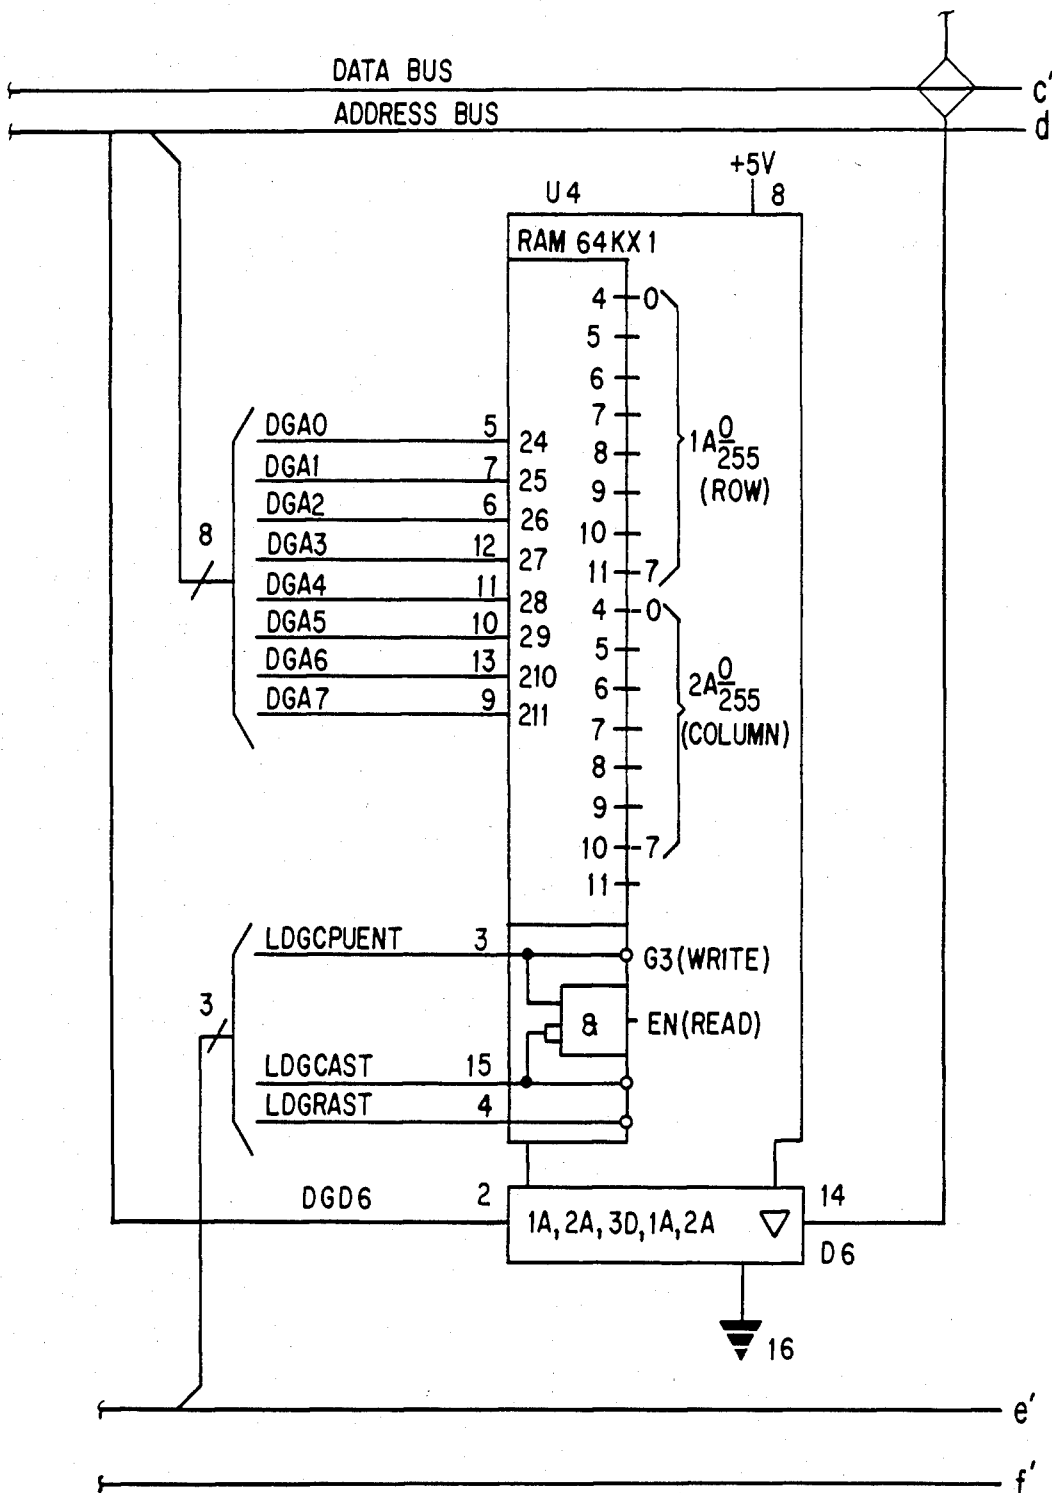 DATA BUS
c'
ADDRESS BUS
d
+5V
U4
8
RAM 64KX1
4 0
5
6
7
8
9
10
11 7
1A 0/255
(ROW)
DGA0 5 24
DGA1 7 25
DGA2 6 26
DGA3 12 27
DGA4 11 28
DGA5 10 29
DGA6 13 210
DGA7 9 211
8
4 0
5
6
7
8
9
10 7
11
2A 0/255
(COLUMN)
LDGCPUENT 3
G3(WRITE)
3
&
EN(READ)
LDGCAST 15
LDGRAST 4
DGD6 2
1A, 2A, 3D, 1A, 2A
14
D6
16
e'
f'